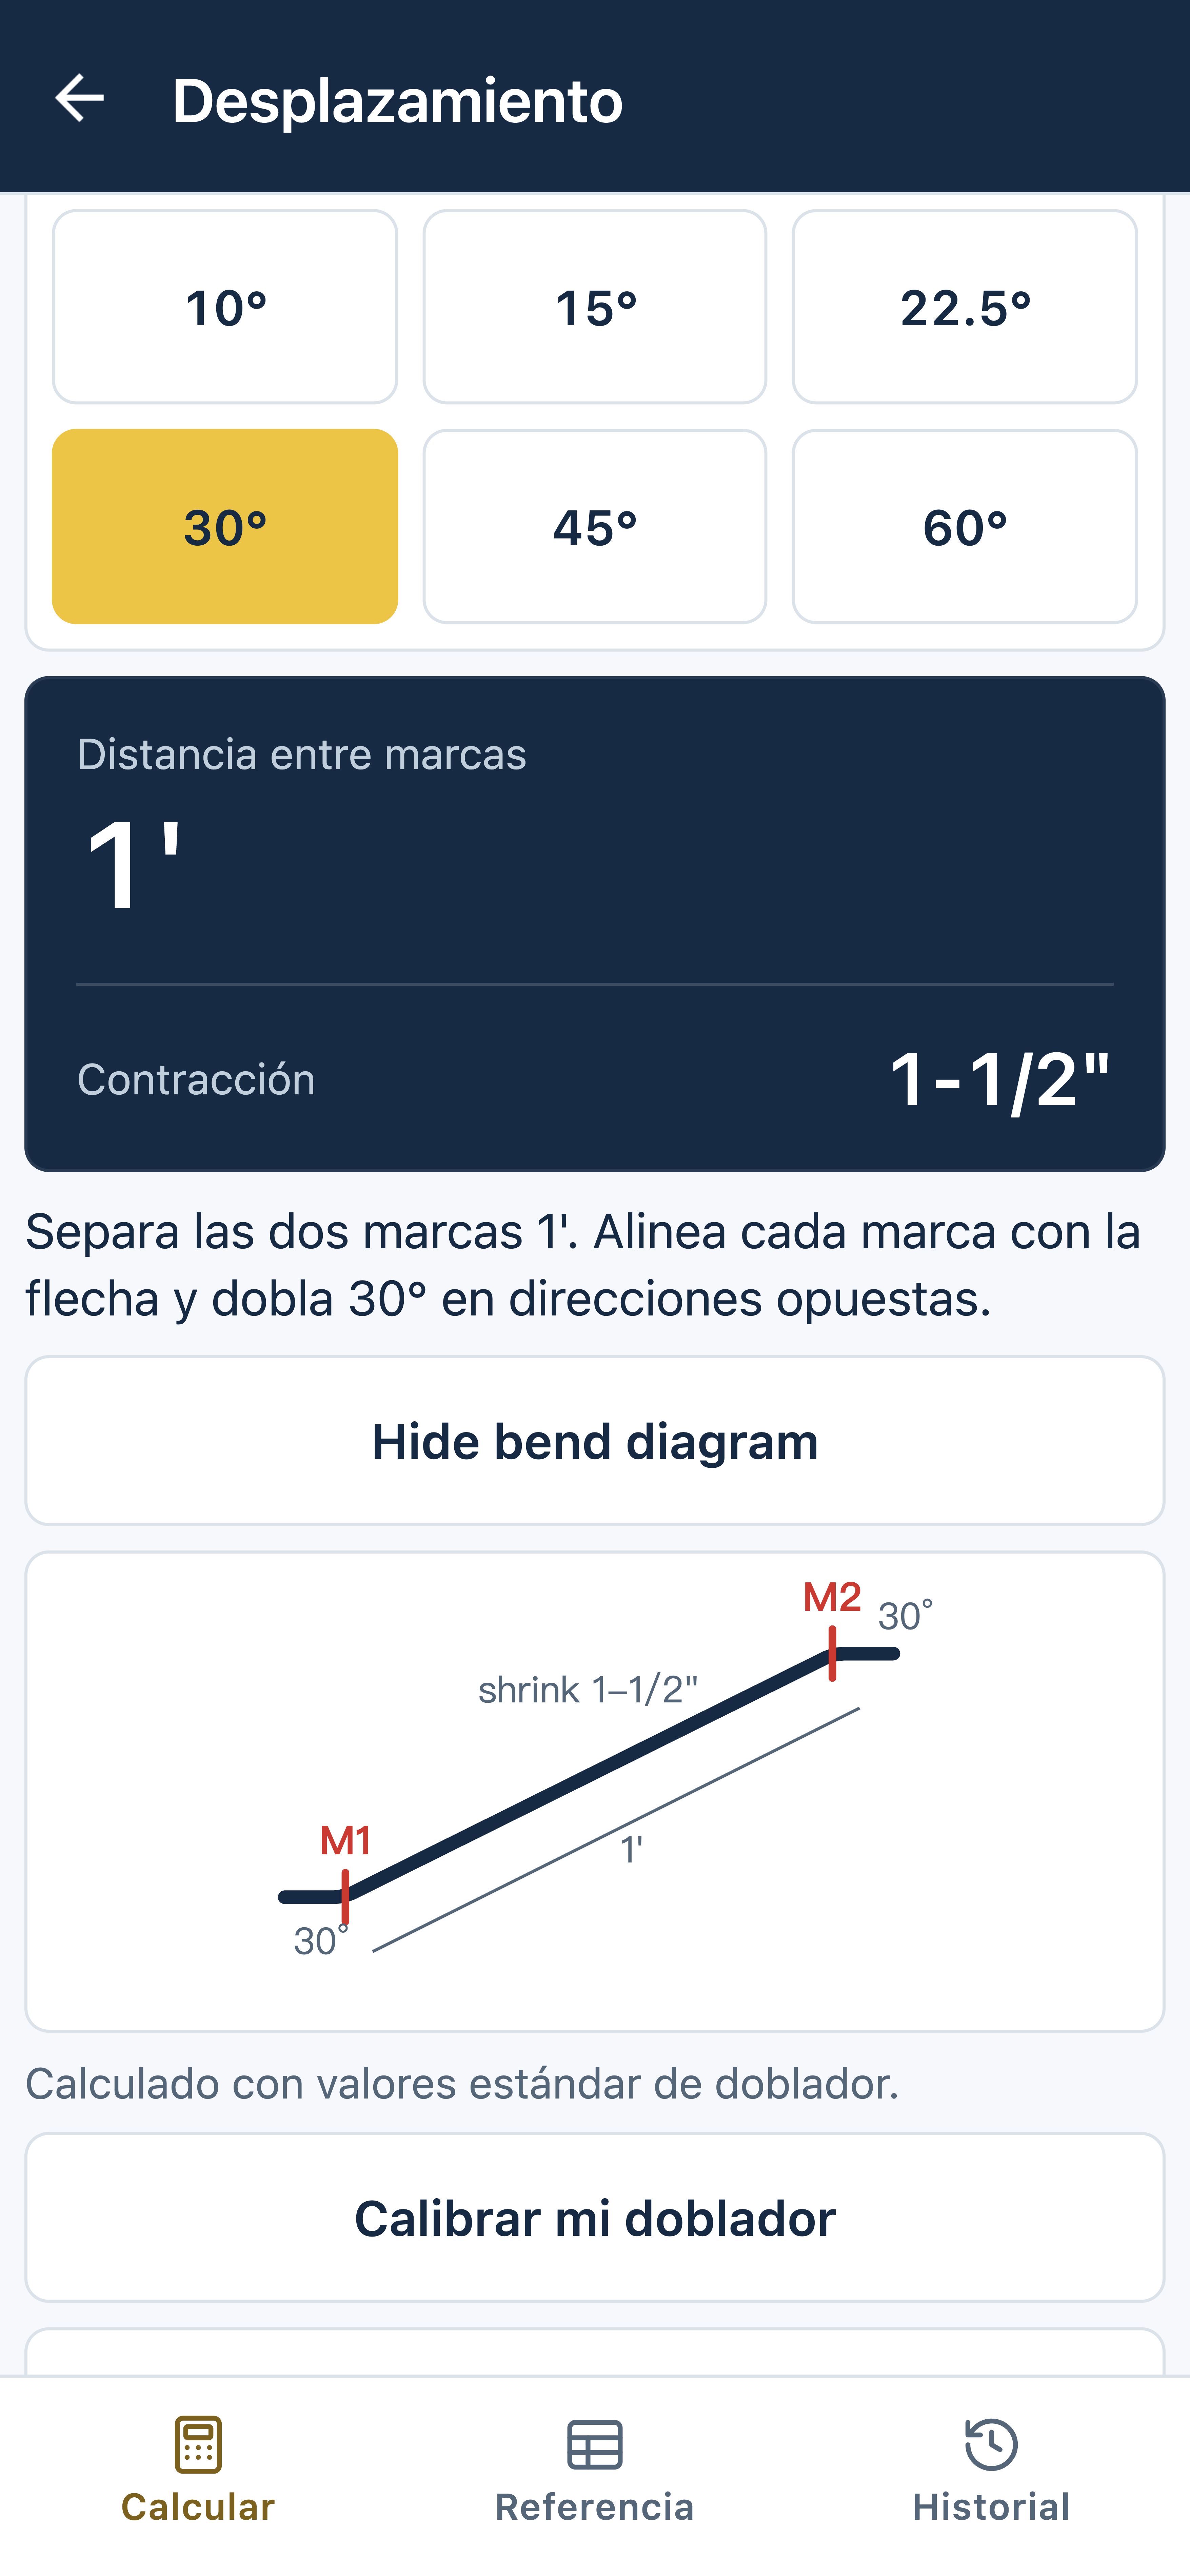 Desplazamiento
10°
15°
22.5°
30°
45°
60°
Distancia entre marcas
1'
Contracción
1-1/2"
Separa las dos marcas 1'. Alinea cada marca con la
flecha y dobla 30° en direcciones opuestas.
Hide bend diagram
M2
30°
shrink 1–1/2"
M1
1'
30°
Calculado con valores estándar de doblador.
Calibrar mi doblador
Calcular
Referencia
Historial